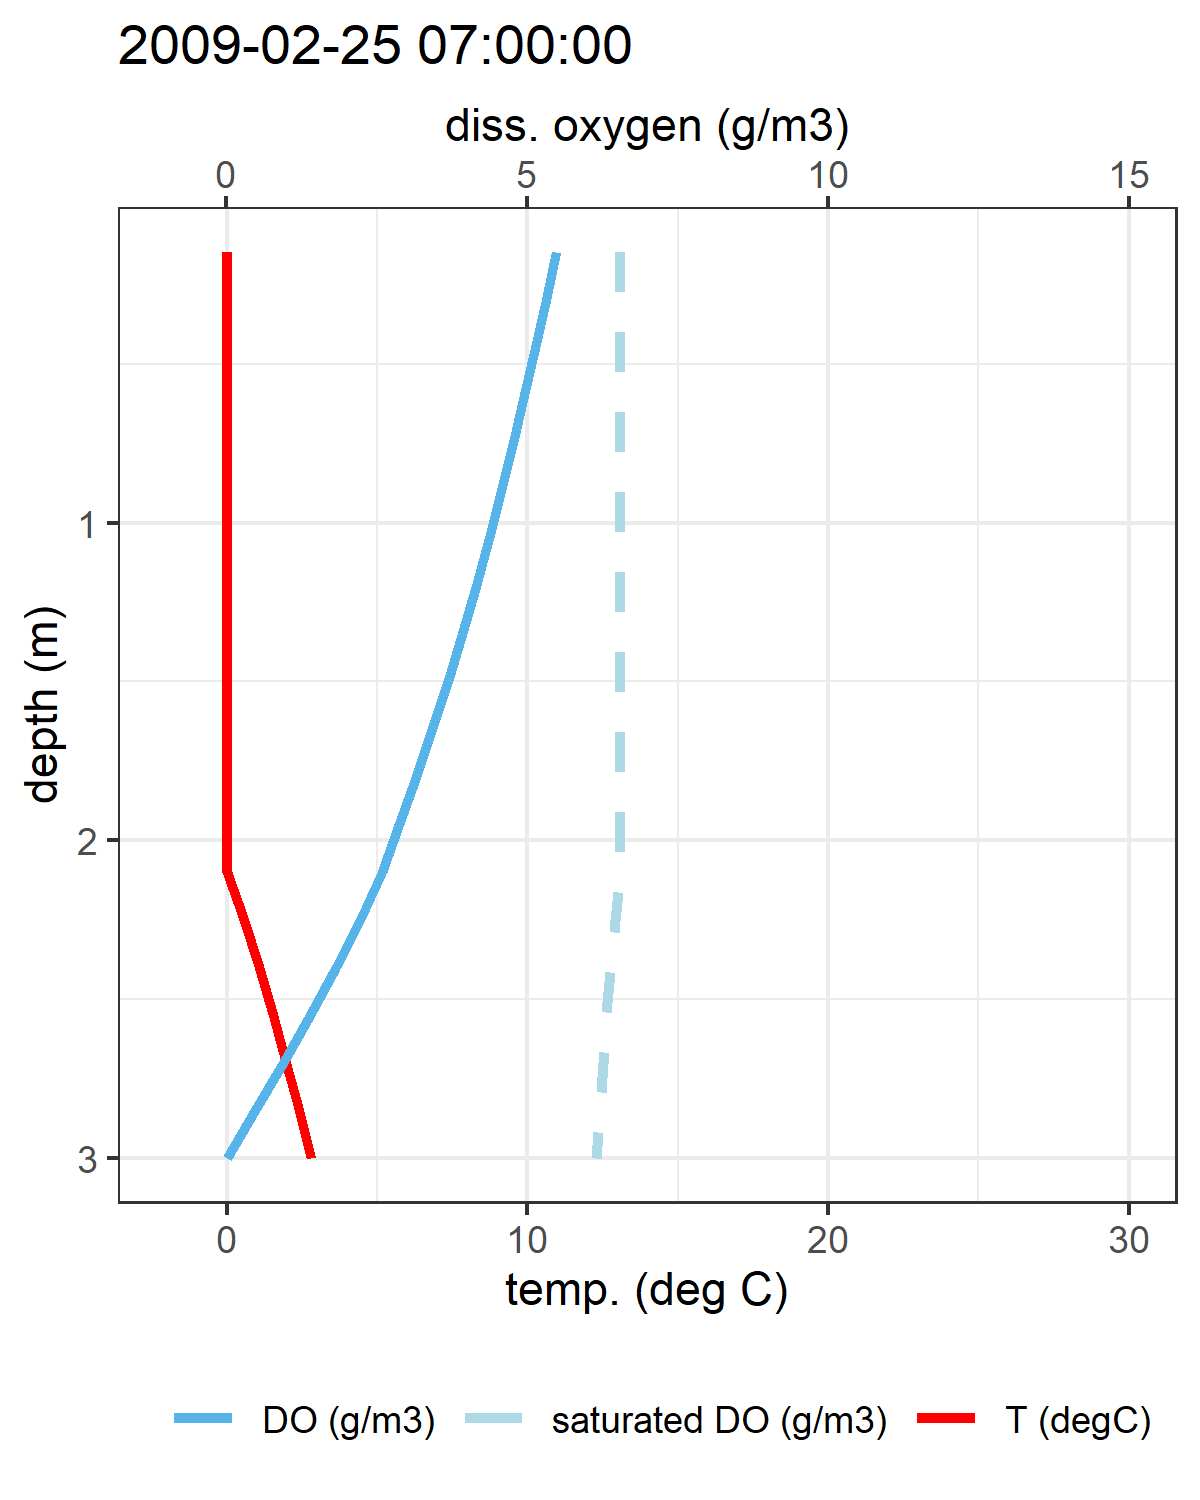 2009-02-25 07:00:00
diss. oxygen (g/m3)
0 5 10 15
depth (m)
1
2
3
0 10 20 30
temp. (deg C)
DO (g/m3) saturated DO (g/m3) T (degC)